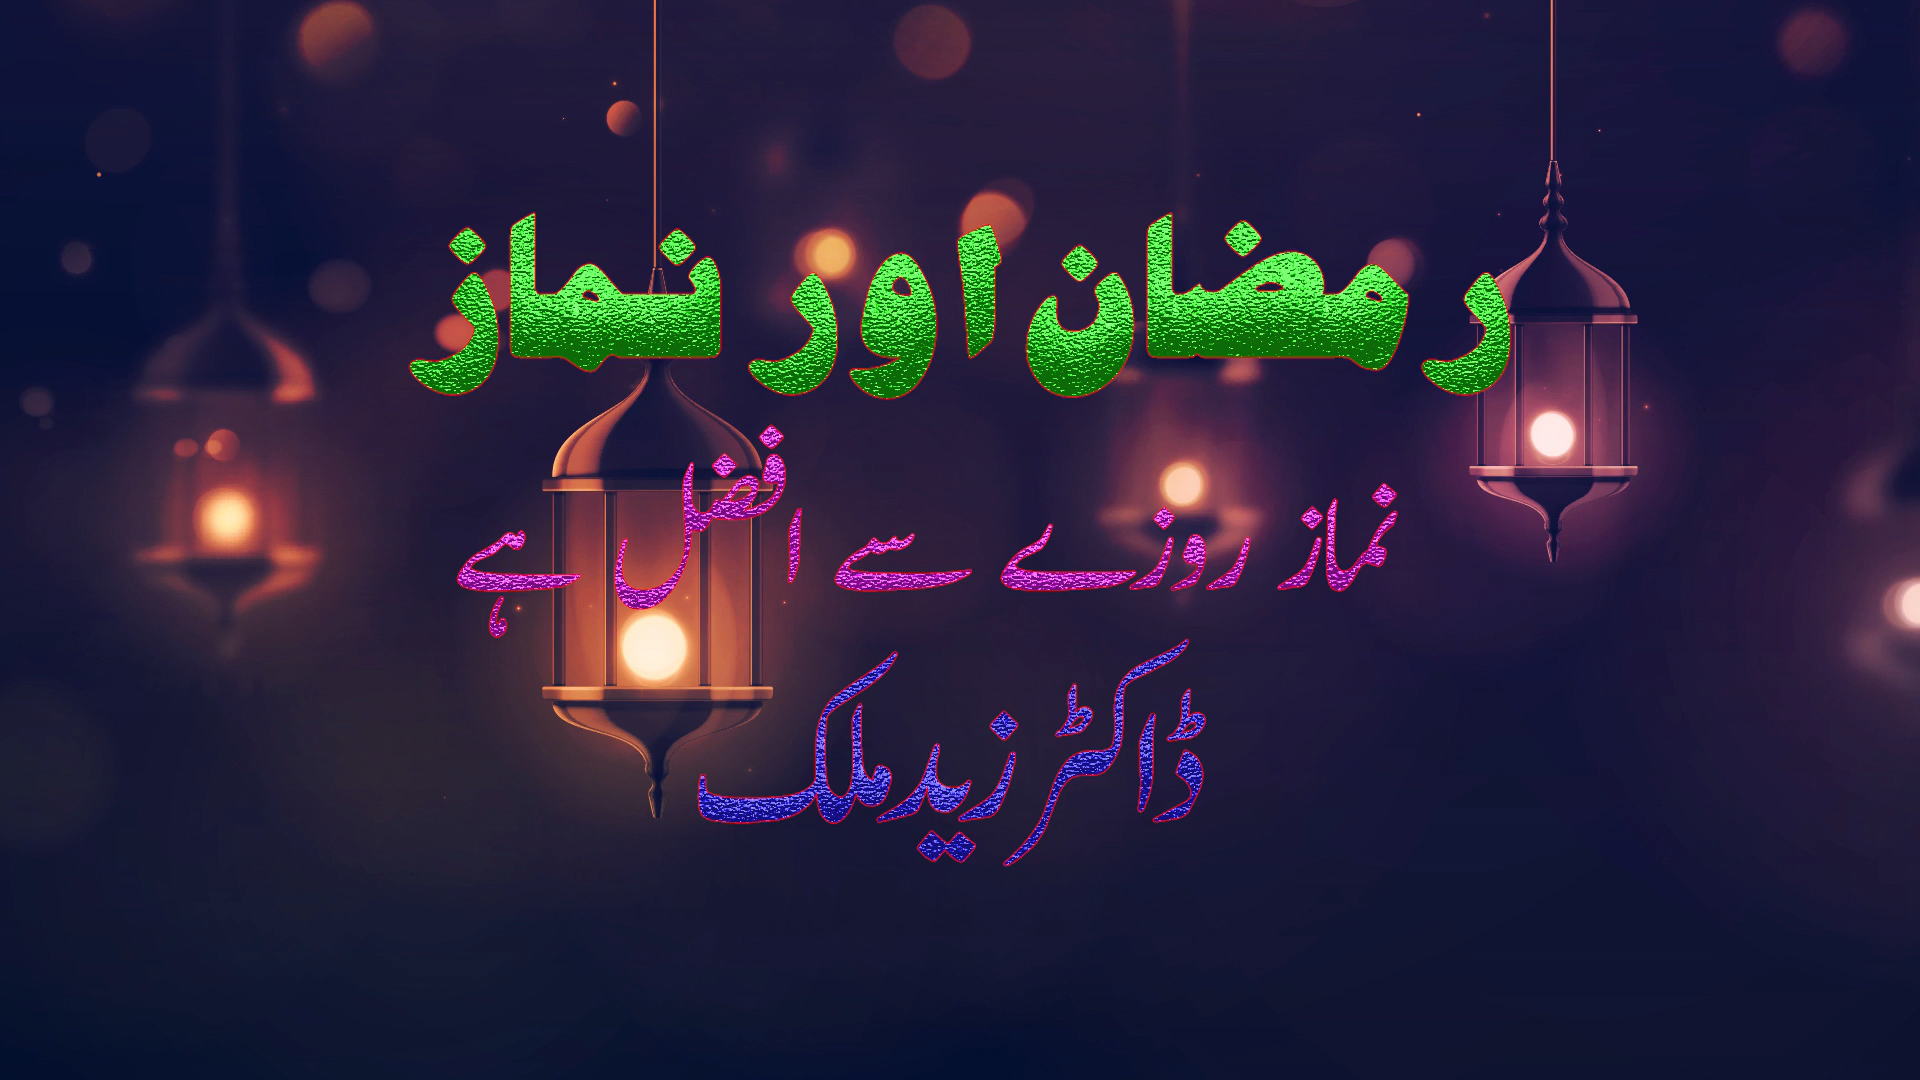 رمضان اور نماز
نماز روزے سے افضل ہے
ڈاکٹر زید ملک